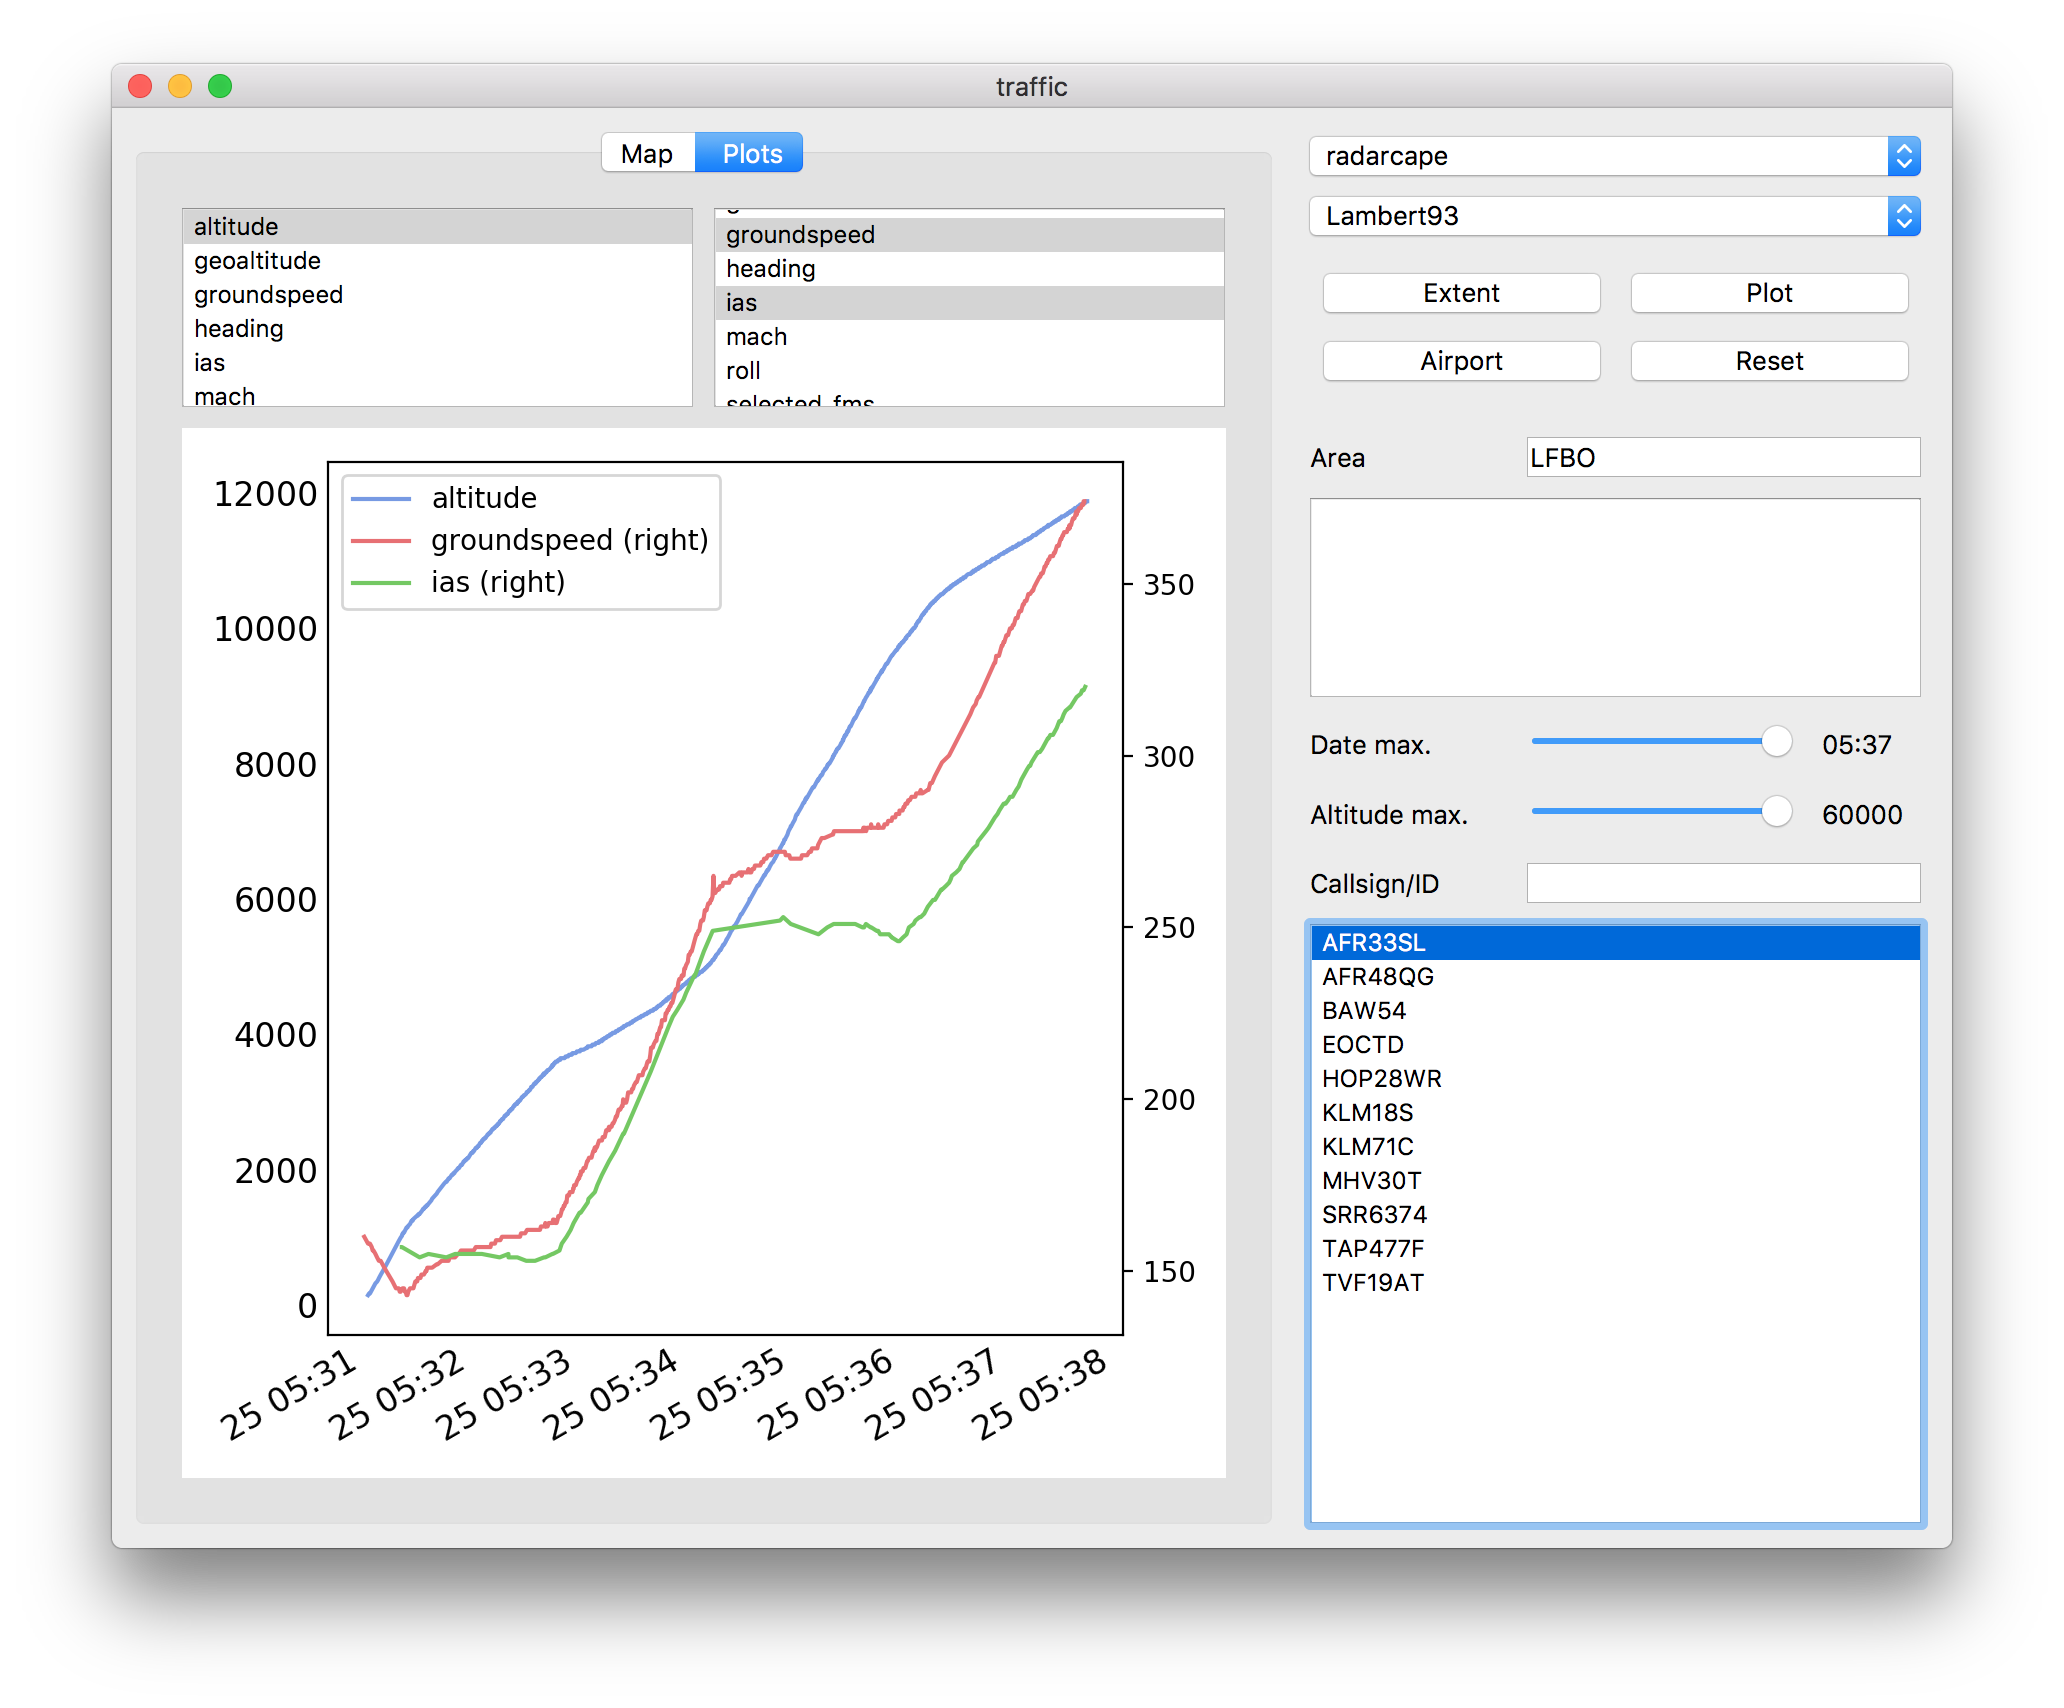 traffic
Map Plots
altitude
geoaltitude
groundspeed
heading
ias
mach
groundspeed
heading
ias
mach
roll
selected_fms
altitude
groundspeed (right)
ias (right)
12000
10000
8000
6000
4000
2000
0
350
300
250
200
150
25 05:31
25 05:32
25 05:33
25 05:34
25 05:35
25 05:36
25 05:37
25 05:38
radarcape
Lambert93
Extent Plot
Airport Reset
Area LFBO
Date max. 05:37
Altitude max. 60000
Callsign/ID
AFR33SL
AFR48QG
BAW54
EOCTD
HOP28WR
KLM18S
KLM71C
MHV30T
SRR6374
TAP477F
TVF19AT